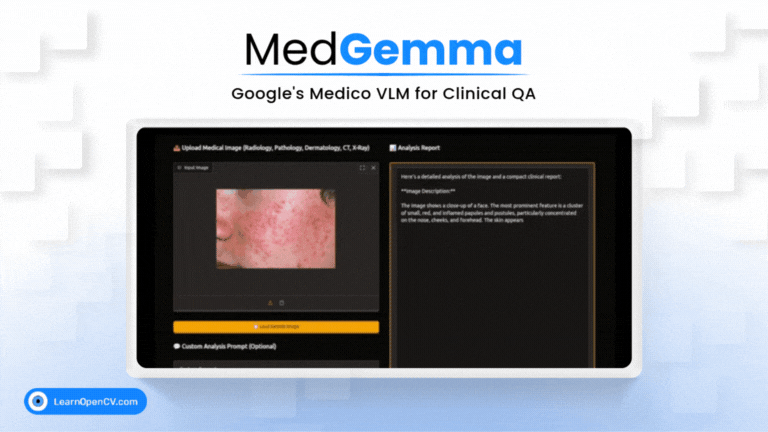 MedGemma
Google's Medico VLM for Clinical QA
Upload Medical Image (Radiology, Pathology, Dermatology, CT, X-Ray)
Input Image
Load Sample Image
Custom Analysis Prompt (Optional)
Analysis Report
Here's a detailed analysis of the image and a compact clinical report:
**Image Description:**
The image shows a close-up of a face. The most prominent feature is a cluster
of small, red, and inflamed papules and pustules, particularly concentrated
on the nose, cheeks, and forehead. The skin appears
LearnOpenCV.com